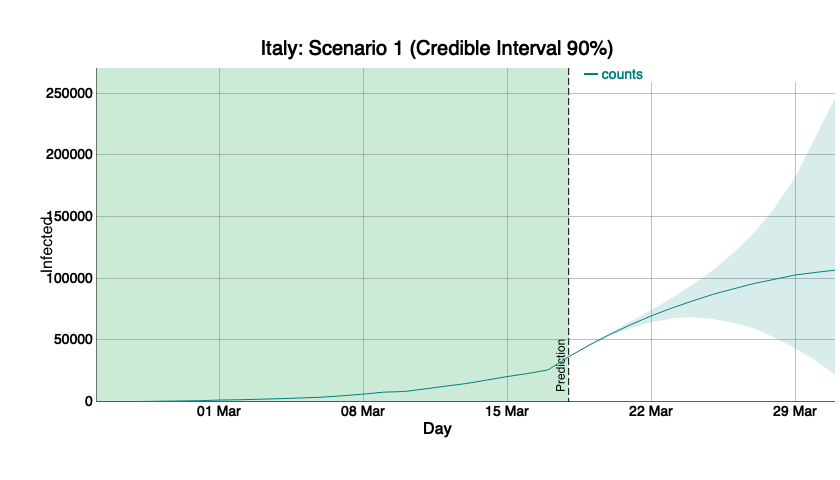 Italy: Scenario 1 (Credible Interval 90%)
counts
250000
200000
150000
100000
50000
0
Infected
Prediction
01 Mar
08 Mar
15 Mar
22 Mar
29 Mar
Day